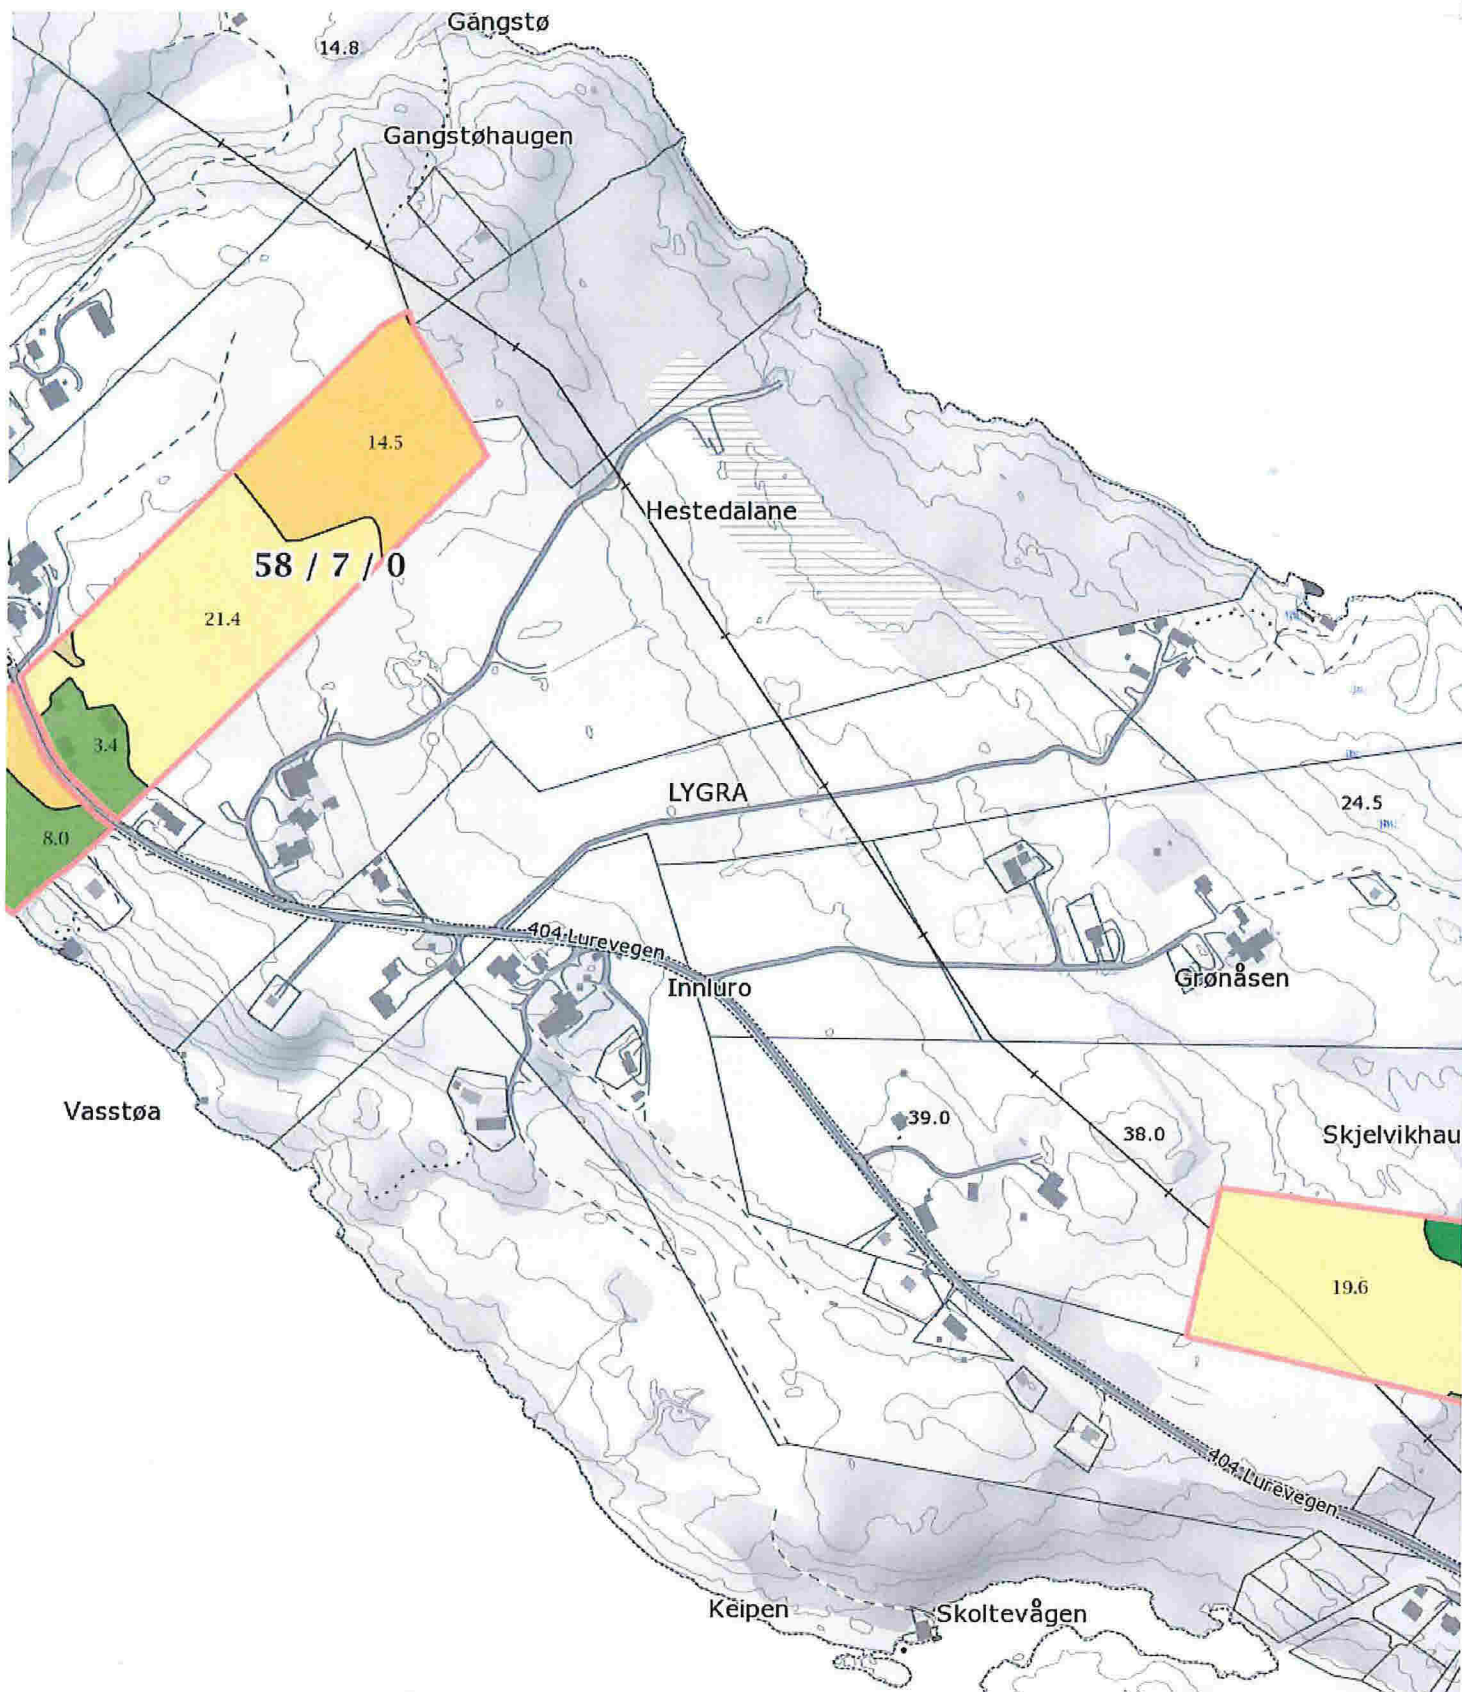 Gangstø
14.8
Gangstøhaugen
14.5
Hestedalane
58 / 7 / 0
21.4
3.4
LYGRA
24.5
8.0
404 Lurevegen
Innluro
Grønåsen
Vasstøa
39.0
38.0
Skjelvikhau
19.6
404 Lurevegen
Keipen
Skoltevågen